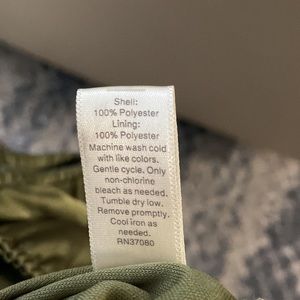 Shell:
100% Polyester
Lining:
100% Polyester
Machine wash cold
with like colors.
Gentle cycle. Only
non-chlorine
bleach as needed.
Tumble dry low.
Remove promptly.
Cool iron as
needed.
RN37080